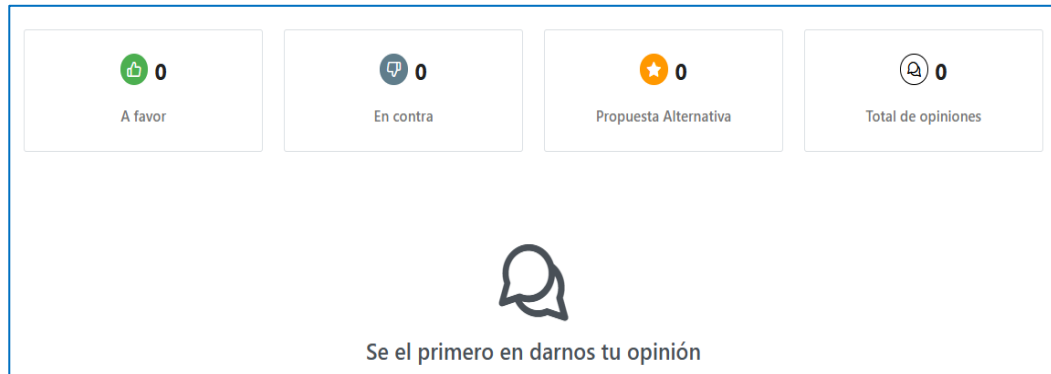 0
A favor
0
En contra
0
Propuesta Alternativa
0
Total de opiniones
Se el primero en darnos tu opinión